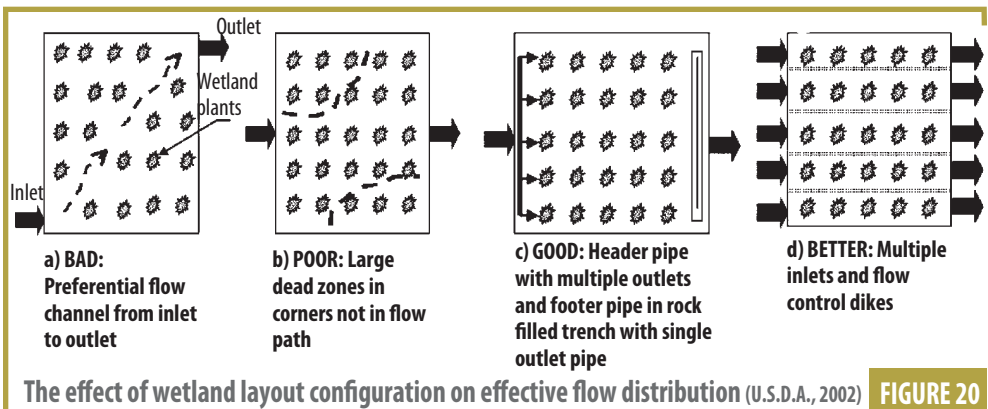 Outlet
Wetland
plants
Inlet
a) BAD:
Preferential flow
channel from inlet
to outlet
b) POOR: Large
dead zones in
corners not in flow
path
c) GOOD: Header pipe
with multiple outlets
and footer pipe in rock
filled trench with single
outlet pipe
d) BETTER: Multiple
inlets and flow
control dikes
The effect of wetland layout configuration on effective flow distribution (U.S.D.A., 2002) FIGURE 20